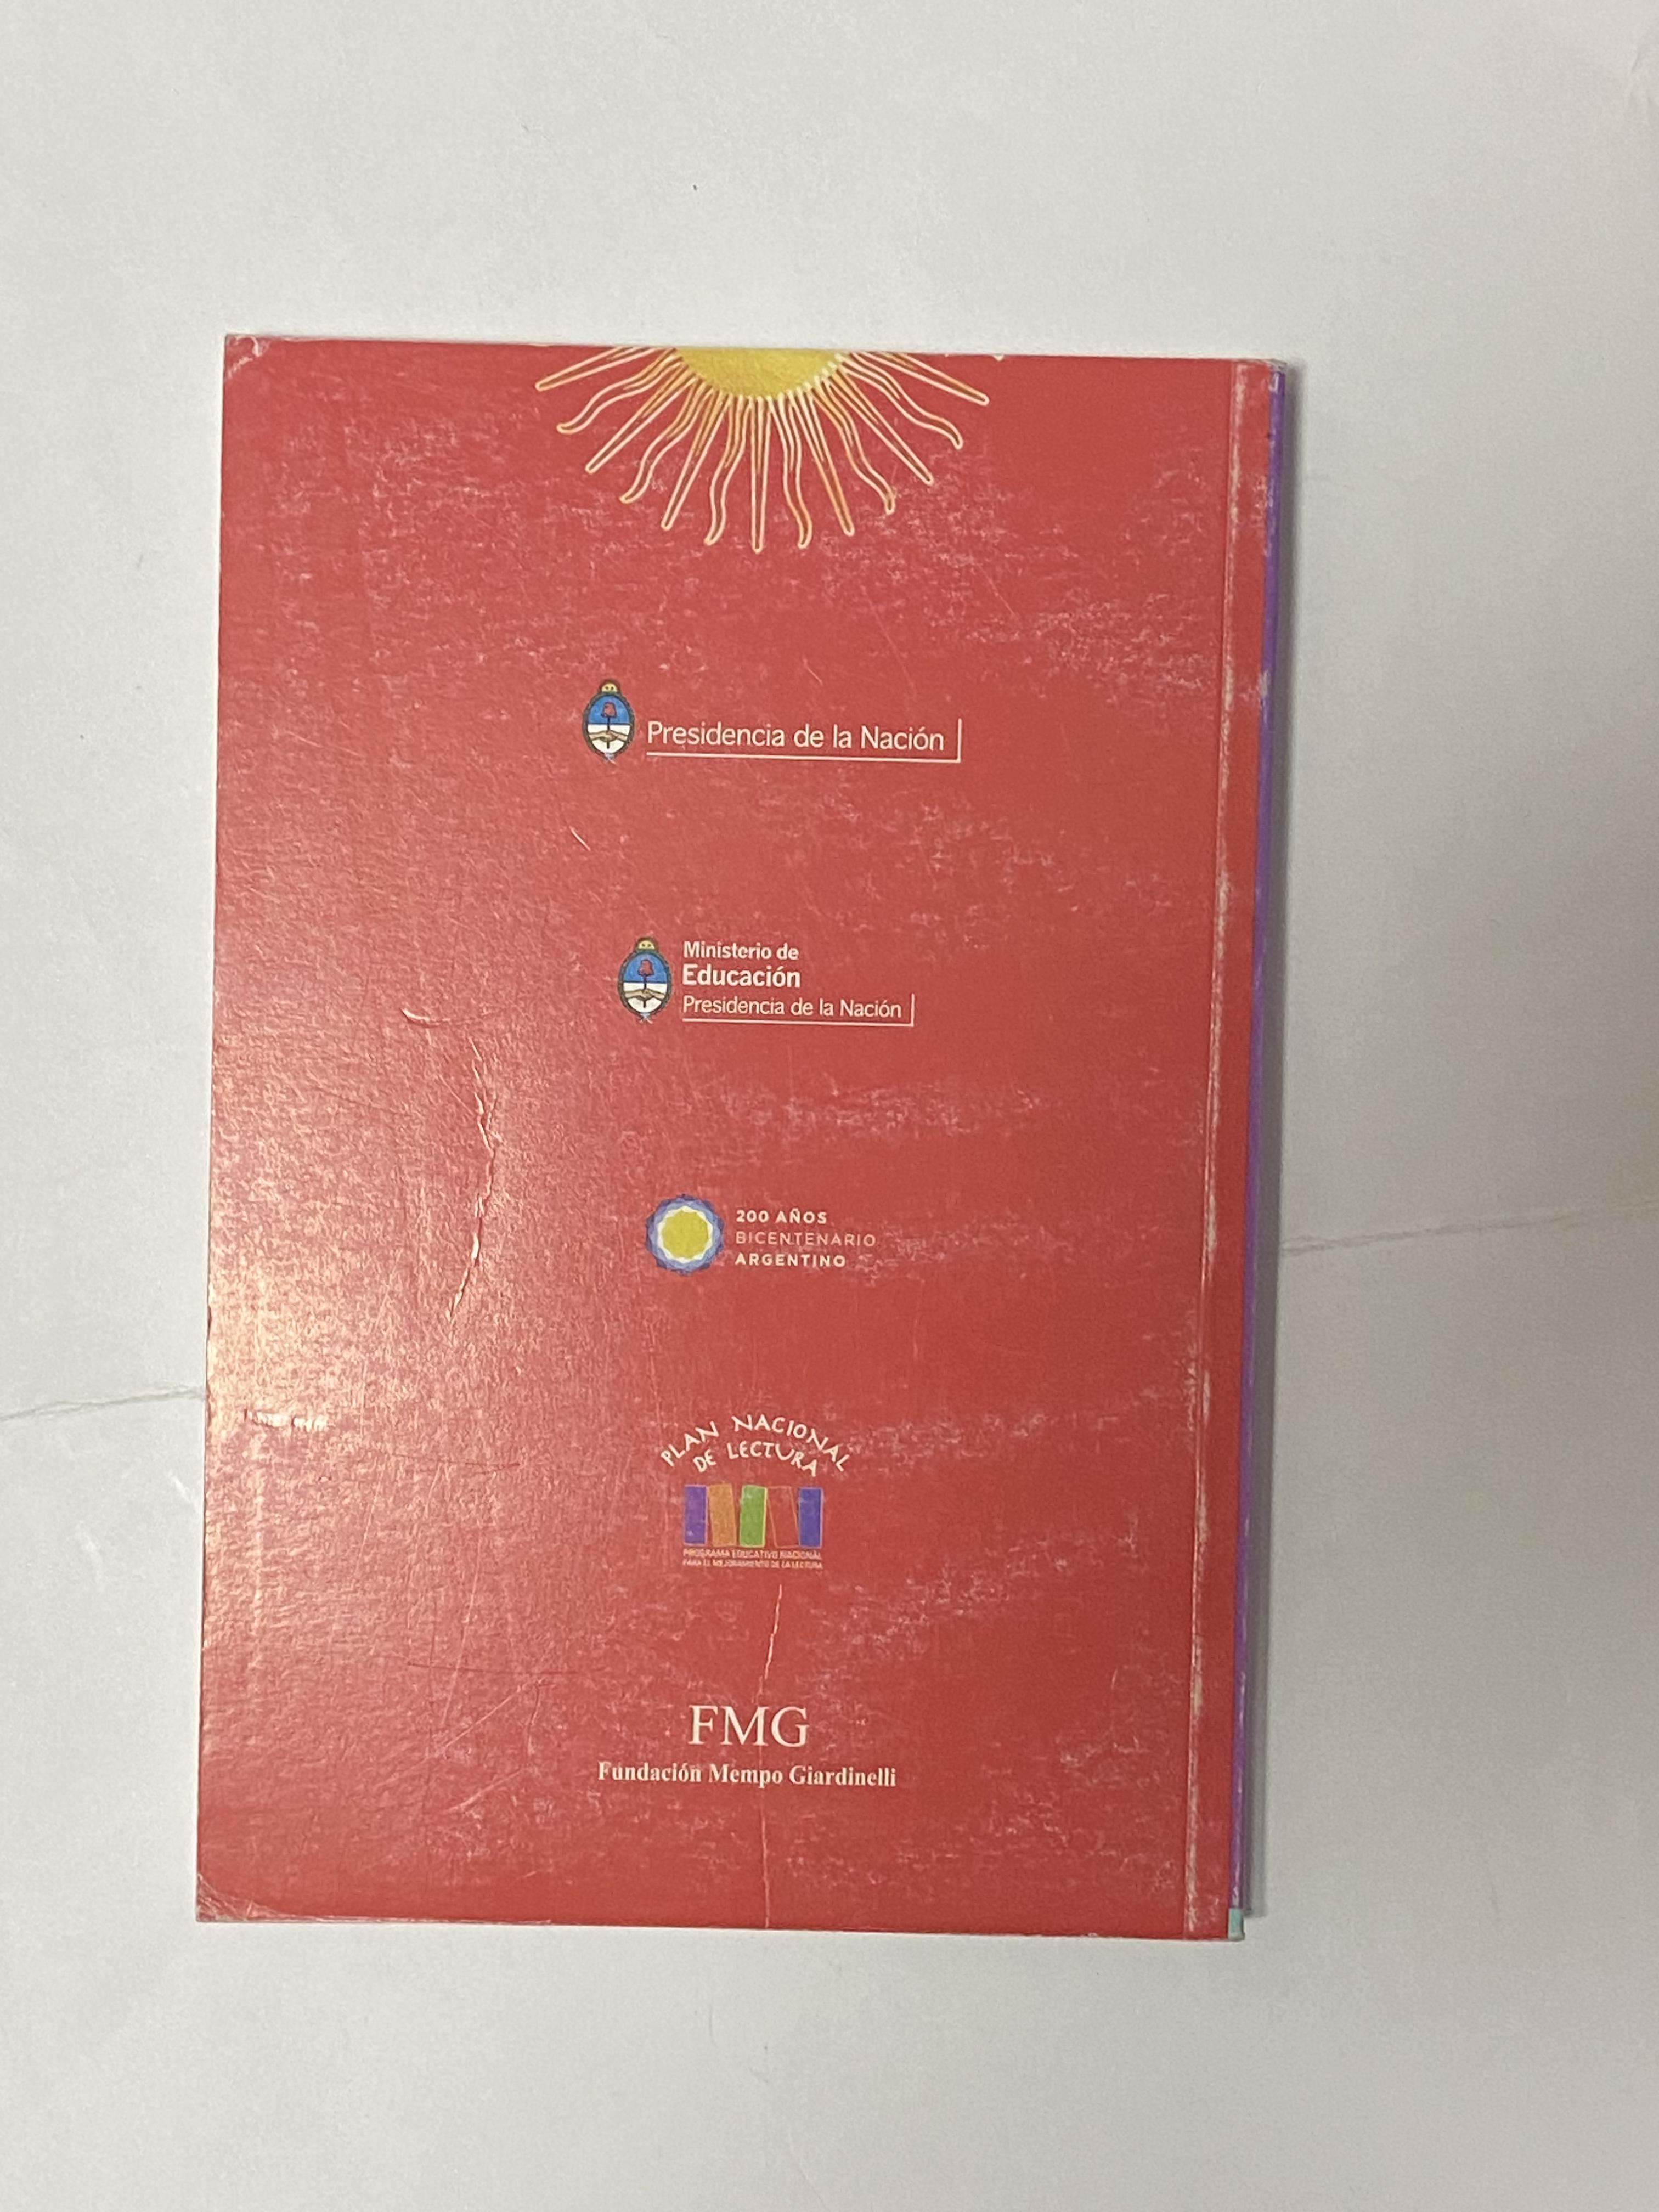 Presidencia de la Nación
Ministerio de
Educación
Presidencia de la Nación
200 AÑOS
BICENTENARIO
ARGENTINO
PLAN NACIONAL
DE LECTURA
PROGRAMA EDUCATIVO NACIONAL
PARA EL MEJORAMIENTO DE LA LECTURA
FMG
Fundación Mempo Giardinelli